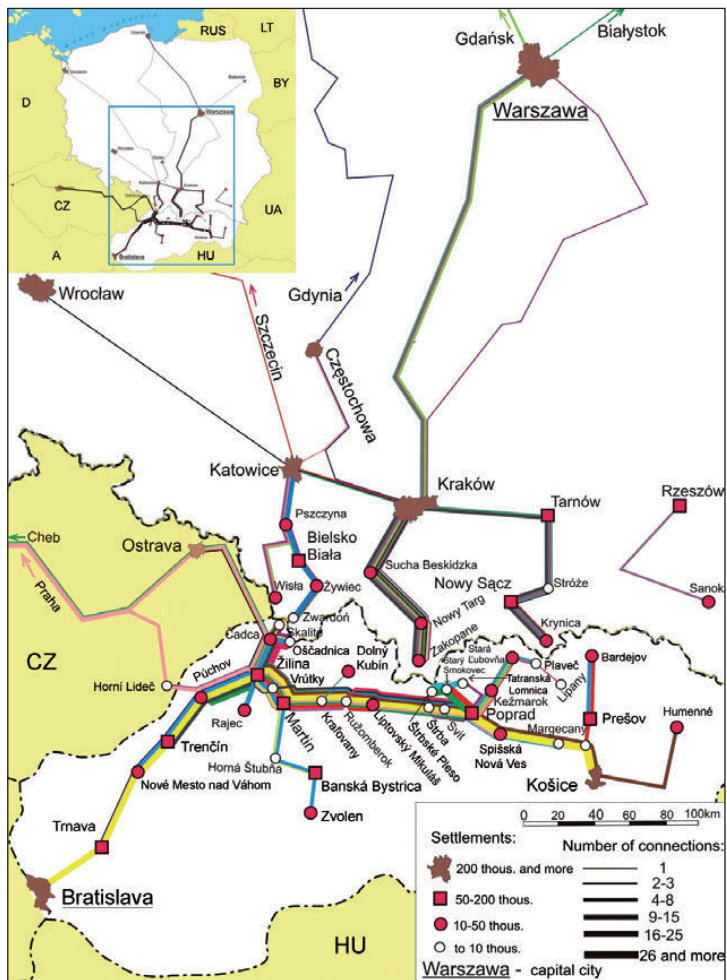 RUS
LT
BY
D
Warszawa
CZ
UA
A
Bratislava
HU
Gdańsk
Białystok
Warszawa
Wrocław
Szczecin
Gdynia
Częstochowa
Katowice
Kraków
Tarnów
Rzeszów
Pszczyna
Bielsko
Biała
Cheb
Ostrava
Praha
Wisła
Żywiec
Sucha Beskidzka
Nowy Sącz
Stróże
Sanok
Zwardoń
Nowy Targ
Krynica
Čadca
Skalité
Oščadnica
Zakopane
CZ
Horní Lideč
Púchov
Žilina
Vrútky
Dolný
Kubín
Starý
Smokovec
Stará
Ľubovňa
Plaveč
Tatranská
Lomnica
Lipany
Bardejov
Kežmarok
Rajec
Martin
Kraľovany
Ružomberok
Liptovský Mikuláš
Štrbské Pleso
Štrba
Svit
Poprad
Margecany
Prešov
Humenné
Trenčín
Spišská
Nová Ves
Nové Mesto nad Váhom
Horná Štubňa
Banská Bystrica
Košice
Zvolen
Trnava
Bratislava
HU
0 20 40 60 80 100km
Settlements:
Number of connections:
200 thous. and more
1
2-3
50-200 thous.
4-8
9-15
10-50 thous.
16-25
to 10 thous.
26 and more
Warszawa - capital city